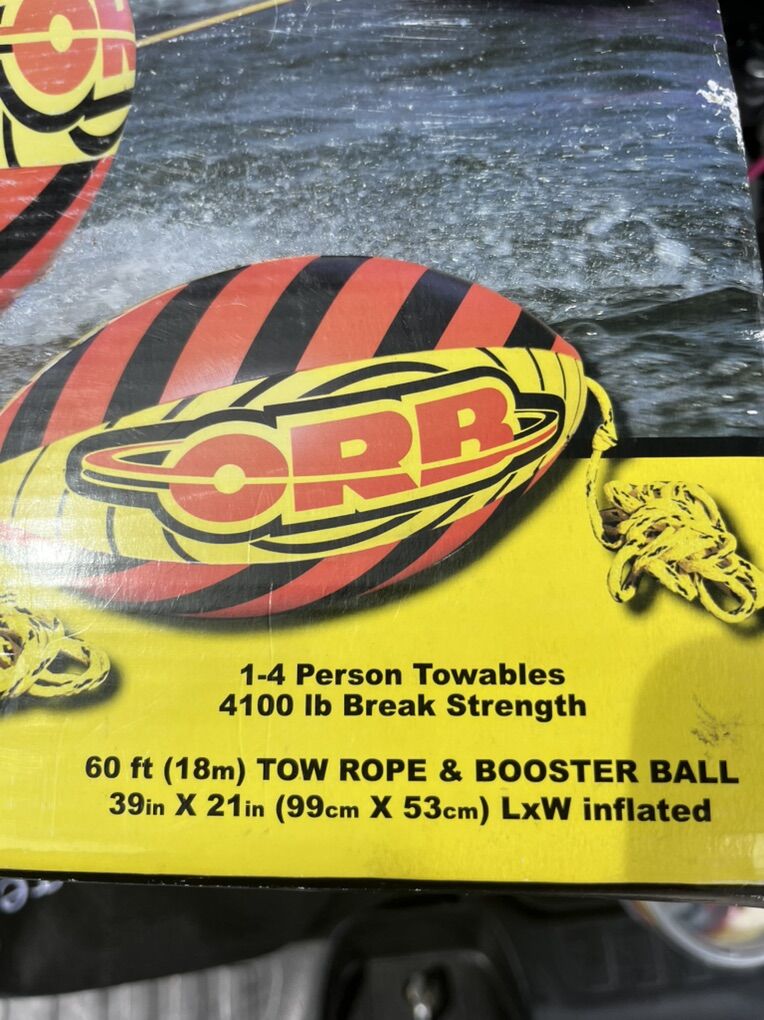 ORB
1-4 Person Towables
4100 lb Break Strength
60 ft (18m) TOW ROPE & BOOSTER BALL
39in X 21in (99cm X 53cm) LxW inflated